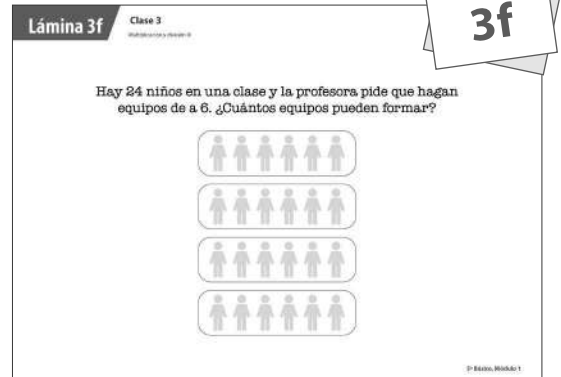 Lámina 3f
Clase 3
3f
Hay 24 niños en una clase y la profesora pide que hagan
equipos de a 6. ¿Cuántos equipos pueden formar?
5º Básico, Módulo 1